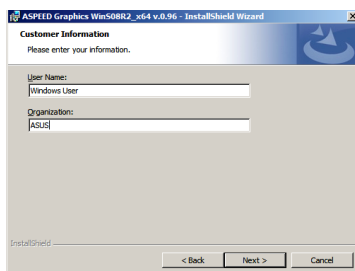 ASPEED Graphics WinS08R2_x64 v.0.96 - InstallShield Wizard
Customer Information
Please enter your information.
User Name:
Windows User
Organization:
ASUS
InstallShield
< Back
Next >
Cancel